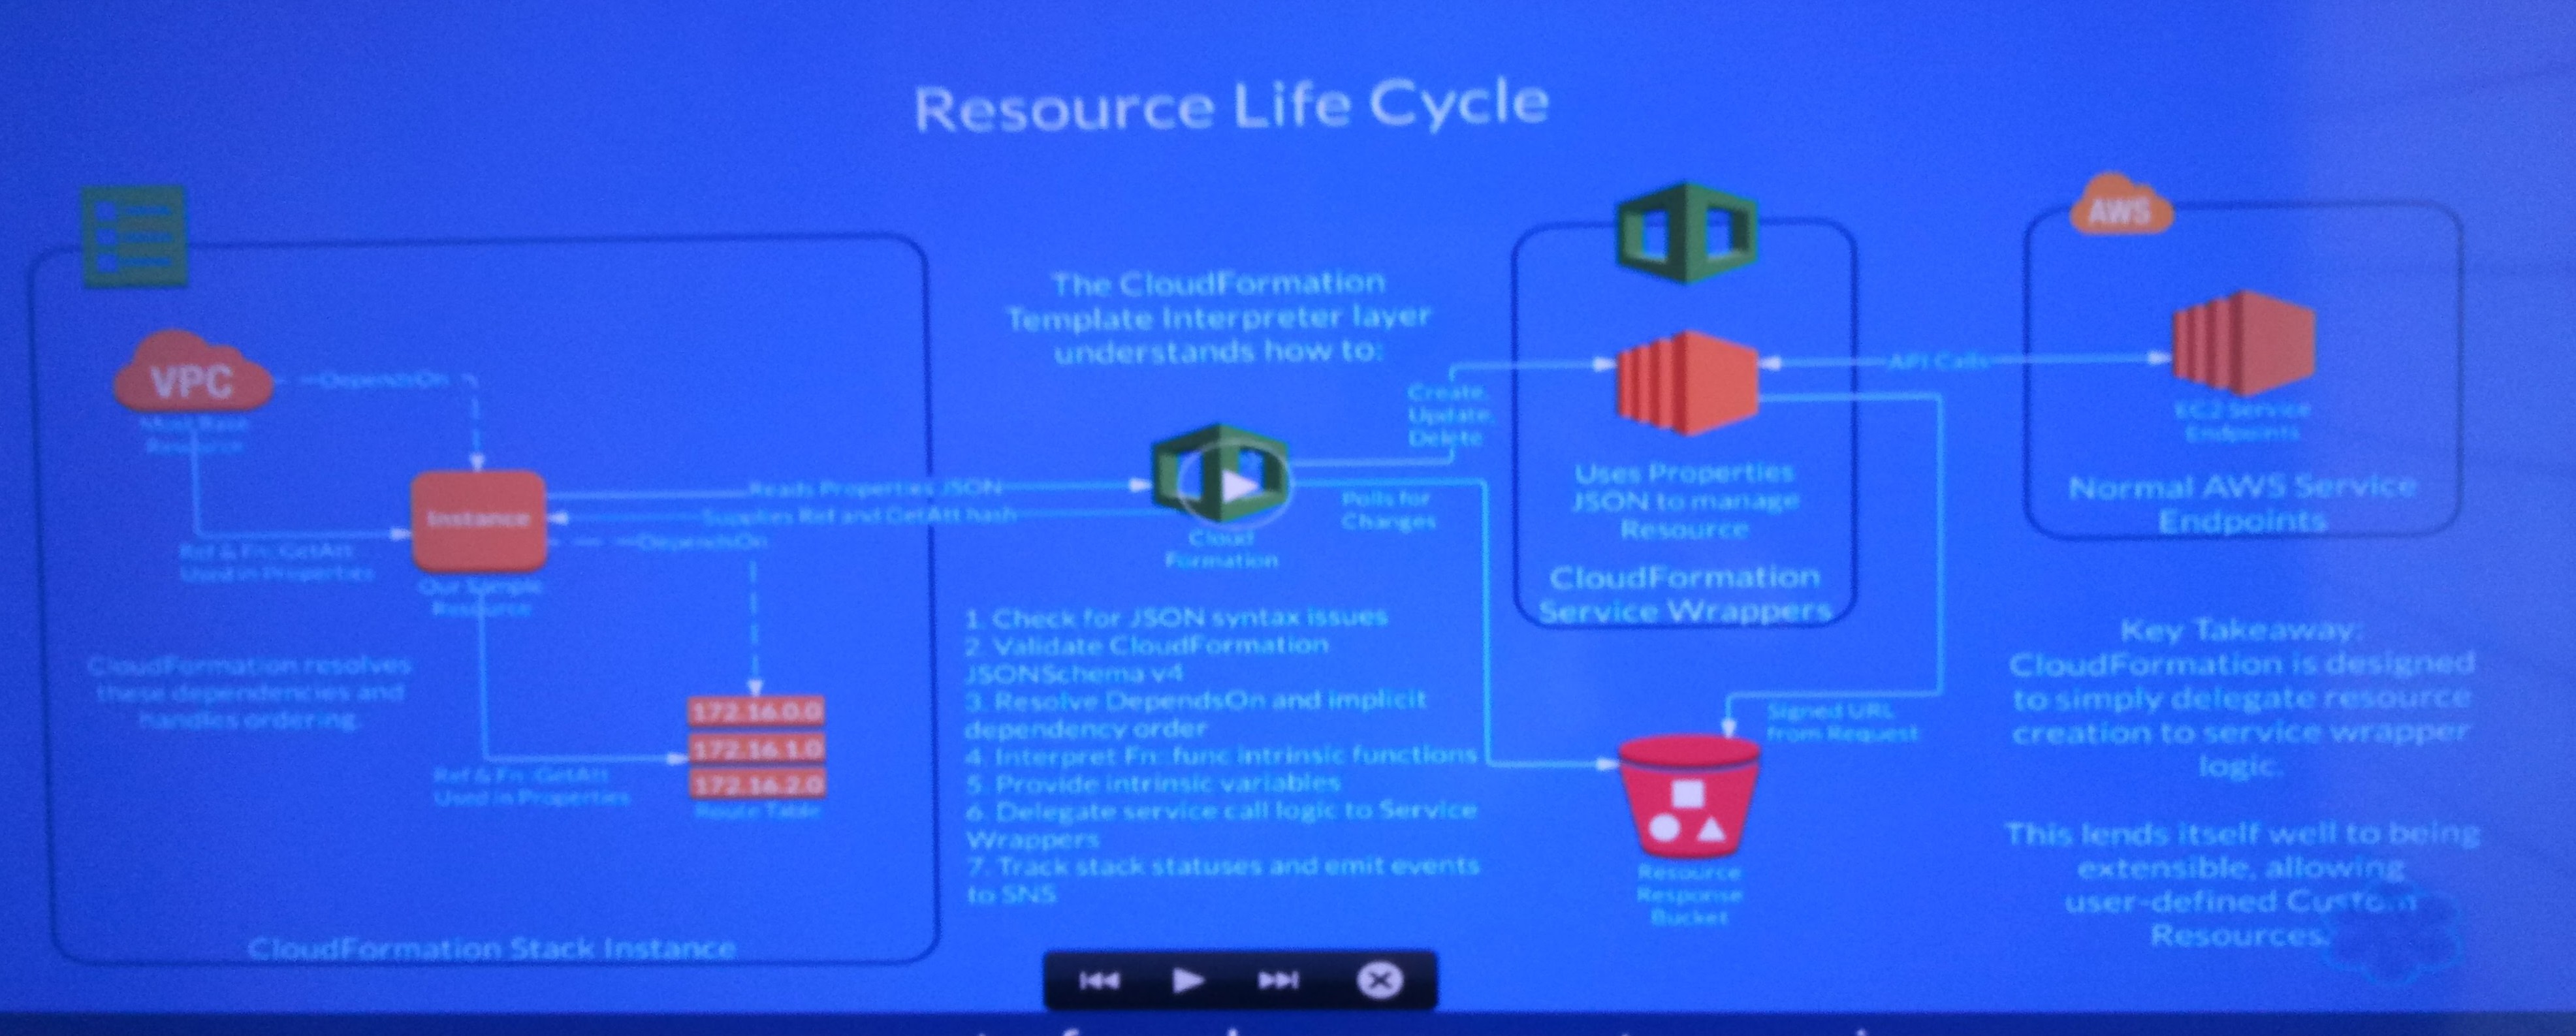 Resource Life Cycle
VPC
Most Base
Resource
DependsOn
Instance
Our Sample
Resource
Ref & Fn::GetAtt
Used in Properties
Reads Properties JSON
Supplies Ref and GetAtt hash
DependsOn
CloudFormation resolves
these dependencies and
handles ordering.
Ref & Fn::GetAtt
Used in Properties
172.16.0.0
172.16.1.0
172.16.2.0
Route Table
CloudFormation Stack Instance
The CloudFormation
Template Interpreter layer
understands how to:
Cloud
Formation
Create,
Update,
Delete
Polls for
Changes
1. Check for JSON syntax issues
2. Validate CloudFormation
JSONSchema v4
3. Resolve DependsOn and implicit
dependency order
4. Interpret Fn::func intrinsic functions
5. Provide intrinsic variables
6. Delegate service call logic to Service
Wrappers
7. Track stack statuses and emit events
to SNS
Uses Properties
JSON to manage
Resource
CloudFormation
Service Wrappers
API Calls
Signed URL
from Request
Resource
Response
Bucket
AWS
EC2 Service
Endpoints
Normal AWS Service
Endpoints
Key Takeaway:
CloudFormation is designed
to simply delegate resource
creation to service wrapper
logic.
This lends itself well to being
extensible, allowing
user-defined Custom
Resources.